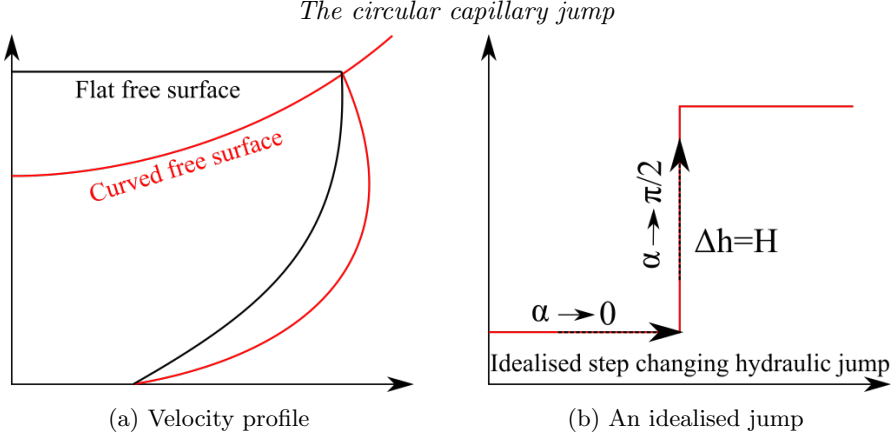 The circular capillary jump
Flat free surface
Curved free surface
α → π/2
Δh=H
α → 0
Idealised step changing hydraulic jump
(a) Velocity profile
(b) An idealised jump